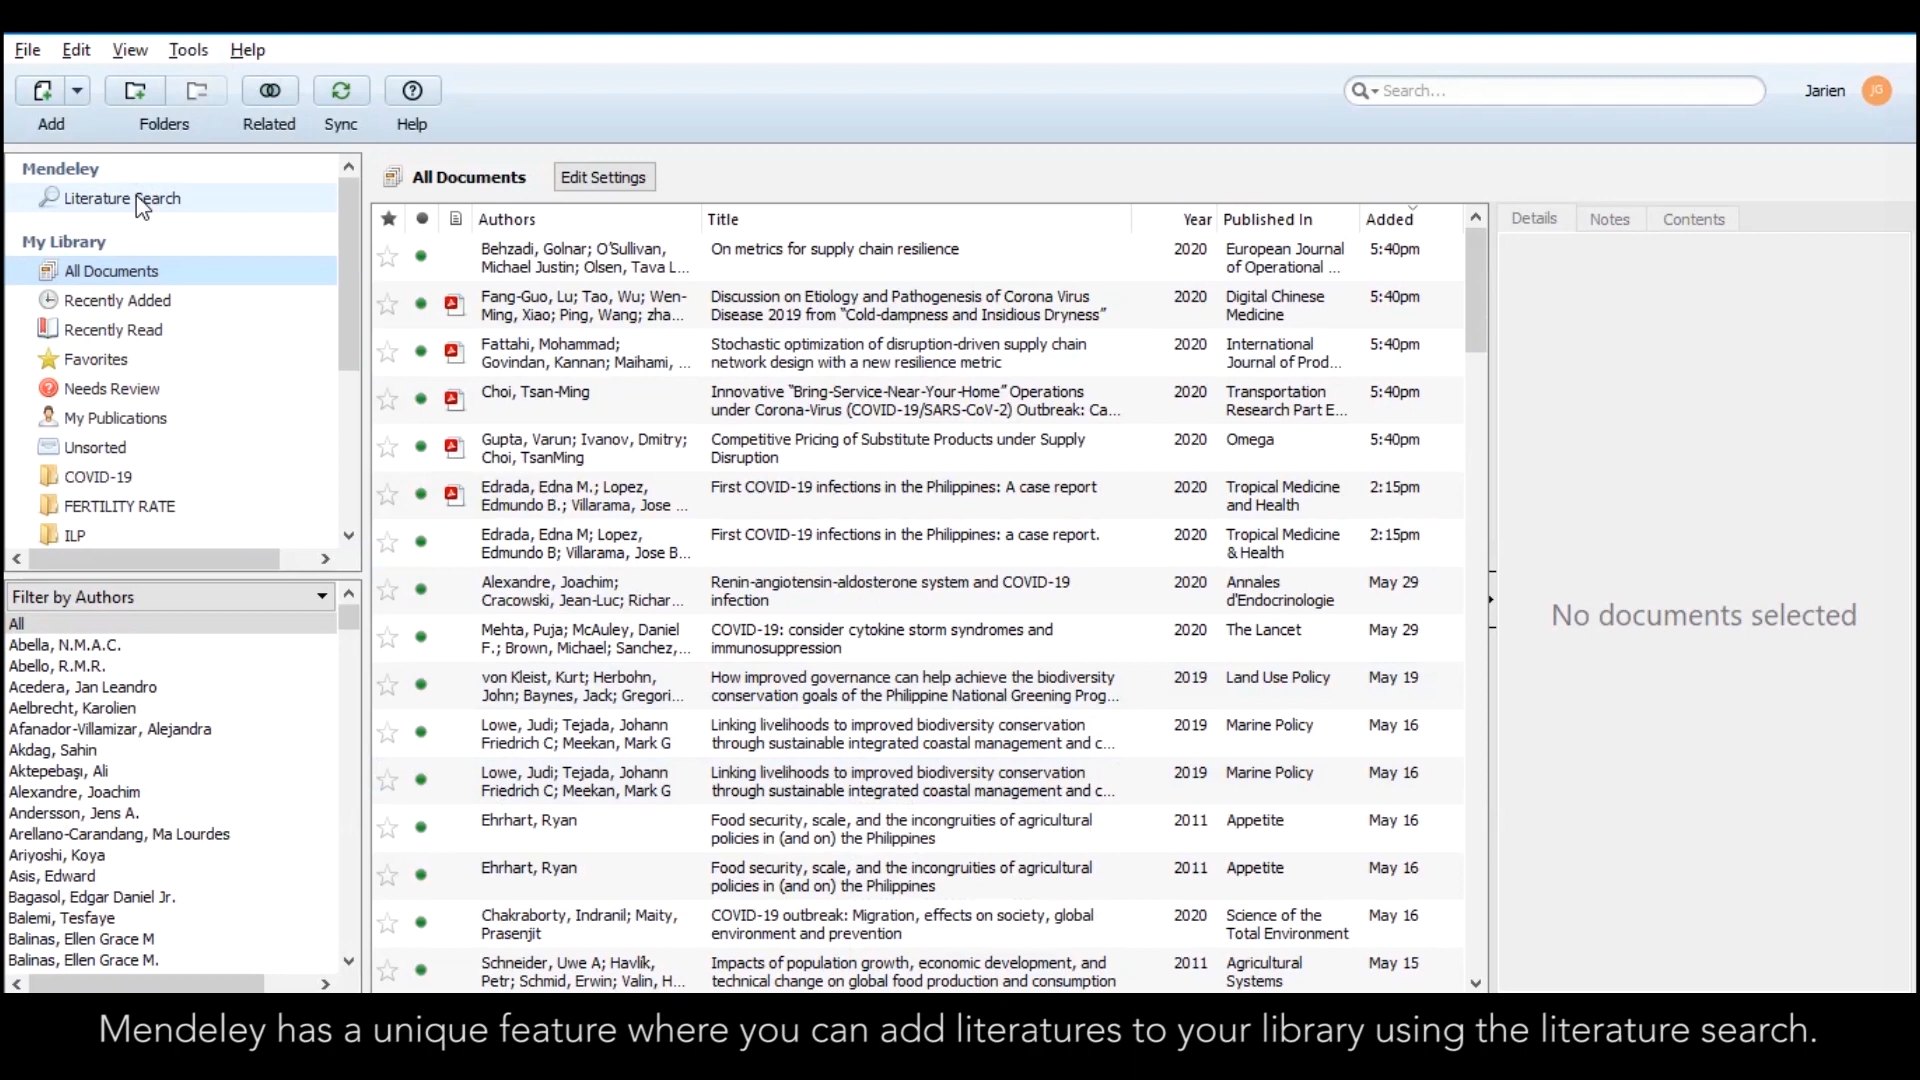 File Edit View Tools Help
Search...
Jarien JG
Add Folders Related Sync Help
Mendeley
Literature Search
My Library
All Documents
Recently Added
Recently Read
Favorites
Needs Review
My Publications
Unsorted
COVID-19
FERTILITY RATE
ILP
Filter by Authors
All
Abella, N.M.A.C.
Abello, R.M.R.
Acedera, Jan Leandro
Aelbrecht, Karolien
Afanador-Villamizar, Alejandra
Akdag, Sahin
Aktepebaşı, Ali
Alexandre, Joachim
Andersson, Jens A.
Arellano-Carandang, Ma Lourdes
Ariyoshi, Koya
Asis, Edward
Bagasol, Edgar Daniel Jr.
Balemi, Tesfaye
Balinas, Ellen Grace M
Balinas, Ellen Grace M.
All Documents Edit Settings
Authors Title Year Published In Added
Behzadi, Golnar; O'Sullivan, On metrics for supply chain resilience 2020 European Journal 5:40pm
Michael Justin; Olsen, Tava L... of Operational ...
Fang-Guo, Lu; Tao, Wu; Wen- Discussion on Etiology and Pathogenesis of Corona Virus 2020 Digital Chinese 5:40pm
Ming, Xiao; Ping, Wang; zha... Disease 2019 from “Cold-dampness and Insidious Dryness” Medicine
Fattahi, Mohammad; Stochastic optimization of disruption-driven supply chain 2020 International 5:40pm
Govindan, Kannan; Maihami, ... network design with a new resilience metric Journal of Prod...
Choi, Tsan-Ming Innovative “Bring-Service-Near-Your-Home” Operations 2020 Transportation 5:40pm
under Corona-Virus (COVID-19/SARS-CoV-2) Outbreak: Ca... Research Part E...
Gupta, Varun; Ivanov, Dmitry; Competitive Pricing of Substitute Products under Supply 2020 Omega 5:40pm
Choi, TsanMing Disruption
Edrada, Edna M.; Lopez, First COVID-19 infections in the Philippines: A case report 2020 Tropical Medicine 2:15pm
Edmundo B.; Villarama, Jose ... and Health
Edrada, Edna M; Lopez, First COVID-19 infections in the Philippines: a case report. 2020 Tropical Medicine 2:15pm
Edmundo B; Villarama, Jose B... & Health
Alexandre, Joachim; Renin-angiotensin-aldosterone system and COVID-19 2020 Annales May 29
Cracowski, Jean-Luc; Richar... infection d'Endocrinologie
Mehta, Puja; McAuley, Daniel COVID-19: consider cytokine storm syndromes and 2020 The Lancet May 29
F.; Brown, Michael; Sanchez,... immunosuppression
von Kleist, Kurt; Herbohn, How improved governance can help achieve the biodiversity 2019 Land Use Policy May 19
John; Baynes, Jack; Gregori... conservation goals of the Philippine National Greening Prog...
Lowe, Judi; Tejada, Johann Linking livelihoods to improved biodiversity conservation 2019 Marine Policy May 16
Friedrich C; Meekan, Mark G through sustainable integrated coastal management and c...
Lowe, Judi; Tejada, Johann Linking livelihoods to improved biodiversity conservation 2019 Marine Policy May 16
Friedrich C; Meekan, Mark G through sustainable integrated coastal management and c...
Ehrhart, Ryan Food security, scale, and the incongruities of agricultural 2011 Appetite May 16
policies in (and on) the Philippines
Ehrhart, Ryan Food security, scale, and the incongruities of agricultural 2011 Appetite May 16
policies in (and on) the Philippines
Chakraborty, Indranil; Maity, COVID-19 outbreak: Migration, effects on society, global 2020 Science of the May 16
Prasenjit environment and prevention Total Environment
Schneider, Uwe A; Havlík, Impacts of population growth, economic development, and 2011 Agricultural May 15
Petr; Schmid, Erwin; Valin, H... technical change on global food production and consumption Systems
Details Notes Contents
No documents selected
Mendeley has a unique feature where you can add literatures to your library using the literature search.